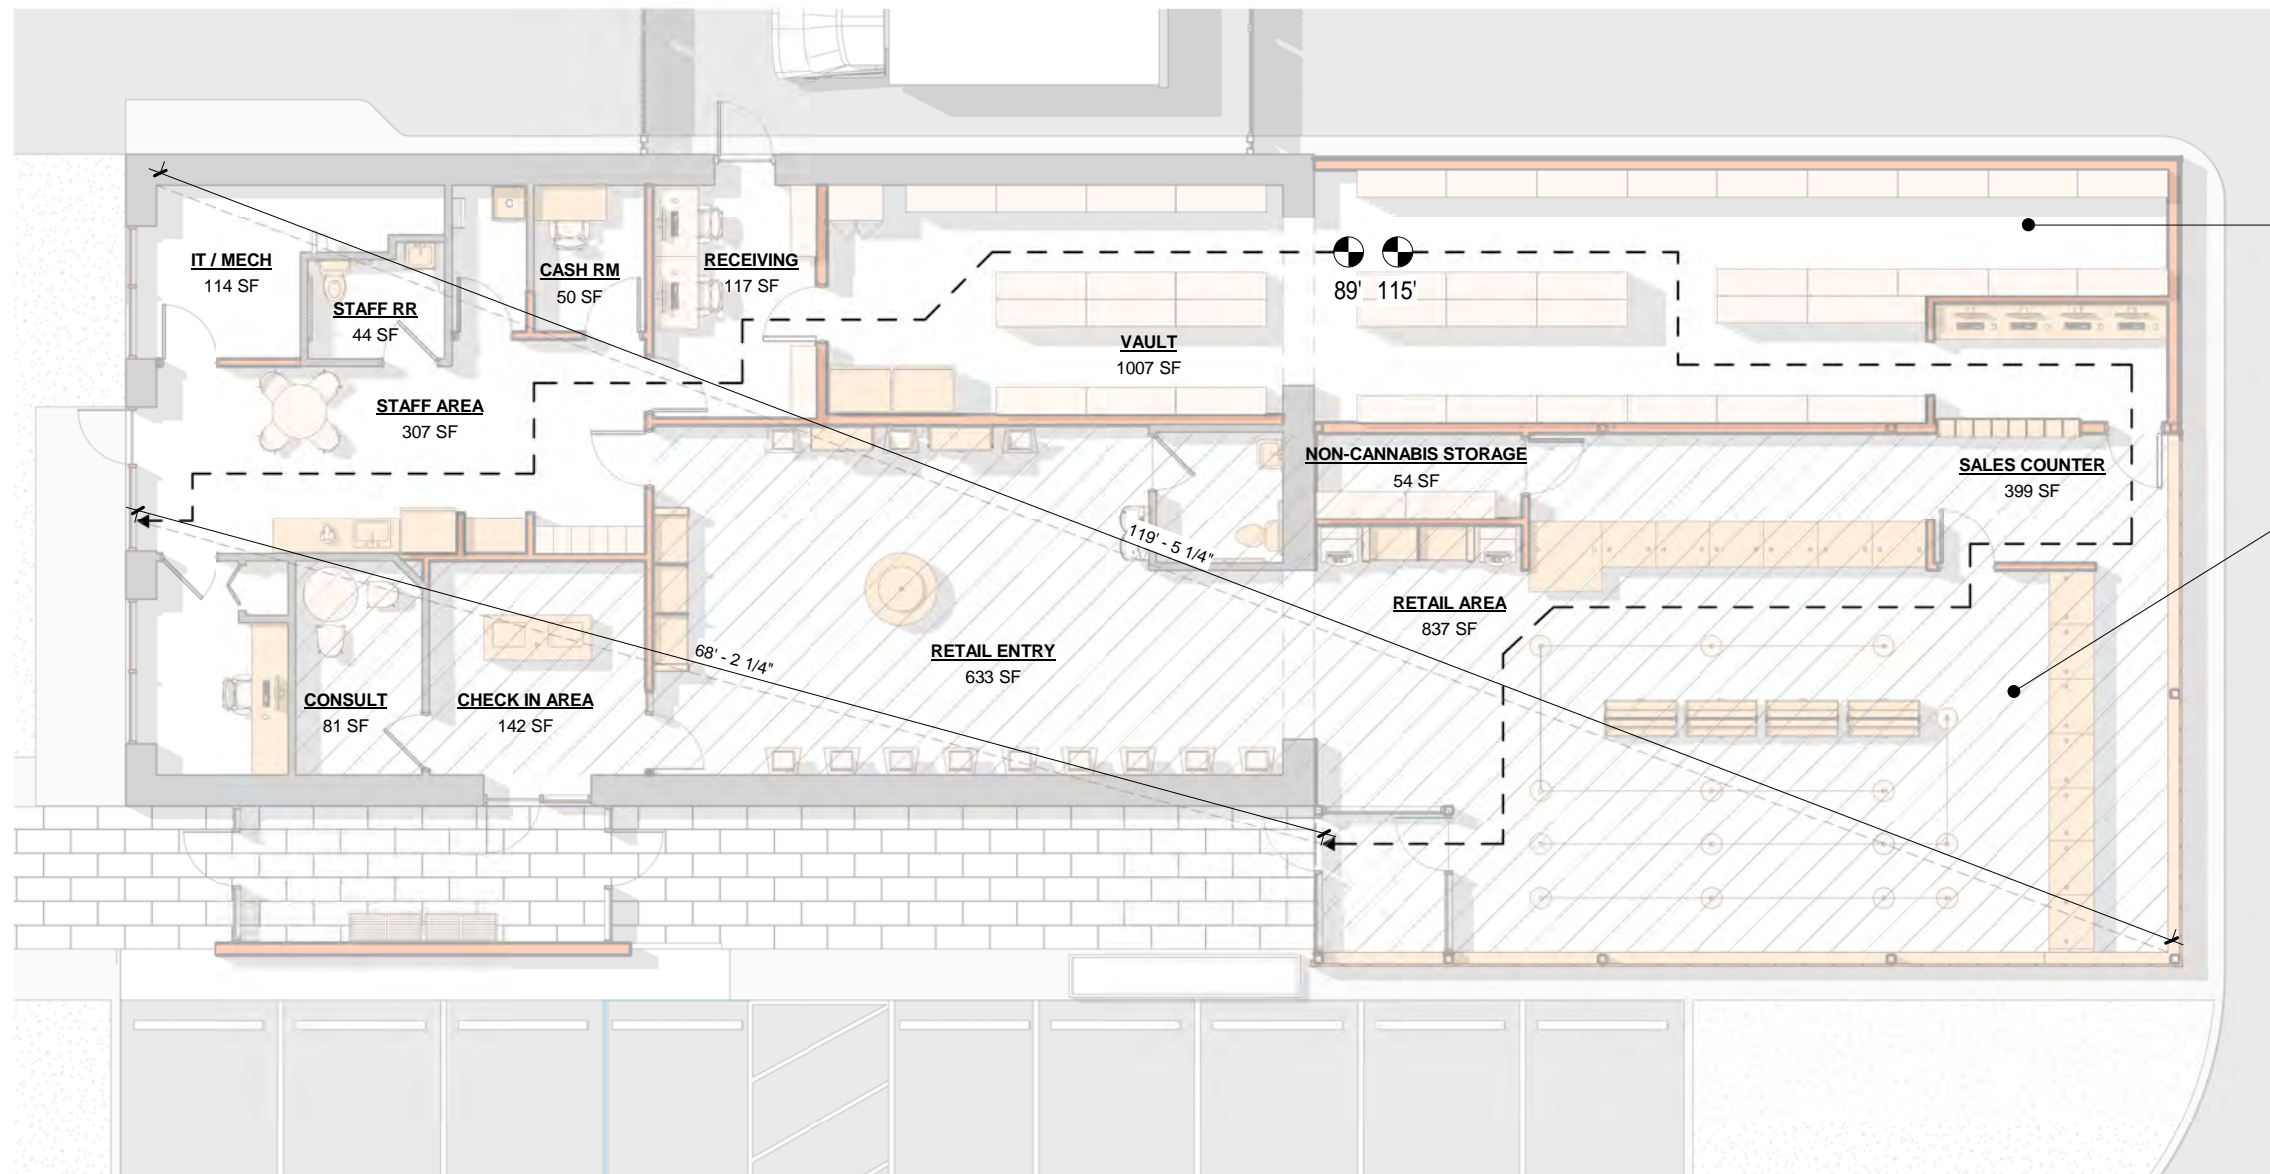 IT / MECH
114 SF
STAFF RR
44 SF
CASH RM
50 SF
RECEIVING
117 SF
89'
115'
VAULT
1007 SF
STAFF AREA
307 SF
NON-CANNABIS STORAGE
54 SF
SALES COUNTER
399 SF
119' - 5 1/4"
RETAIL AREA
837 SF
68' - 2 1/4"
RETAIL ENTRY
633 SF
CONSULT
81 SF
CHECK IN AREA
142 SF